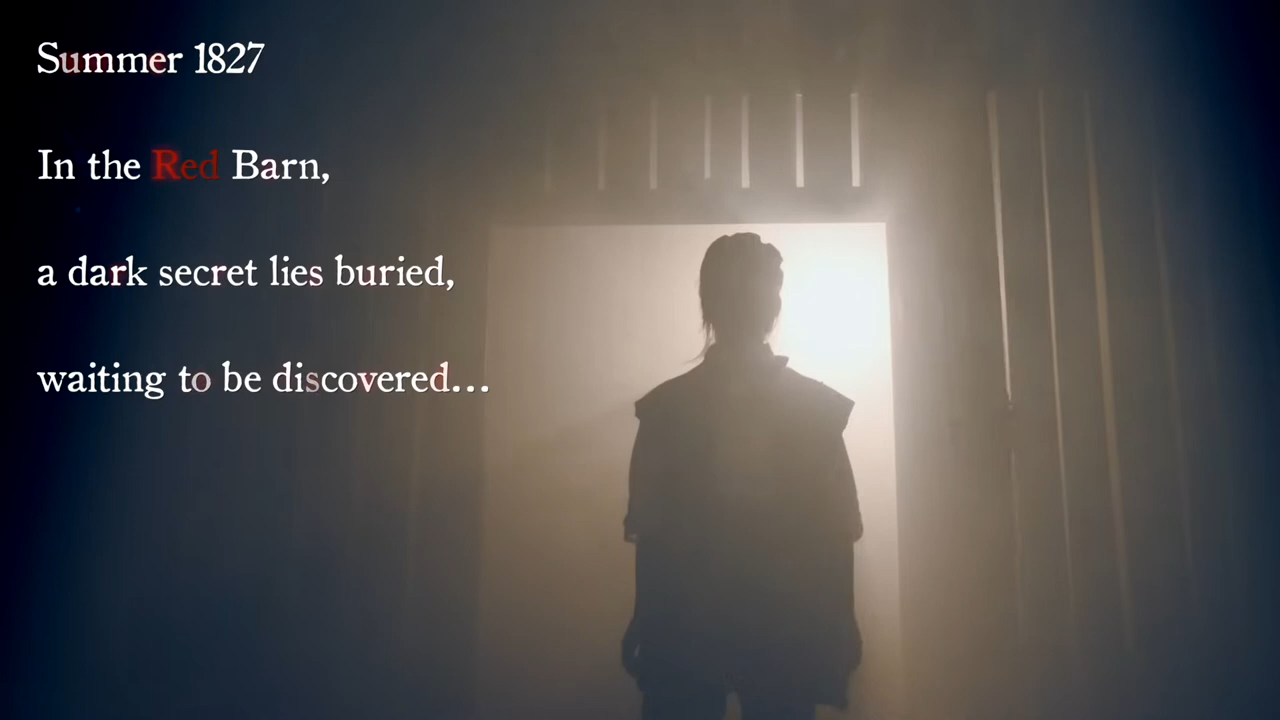 Summer 1827
In the Red Barn,
a dark secret lies buried,
waiting to be discovered...